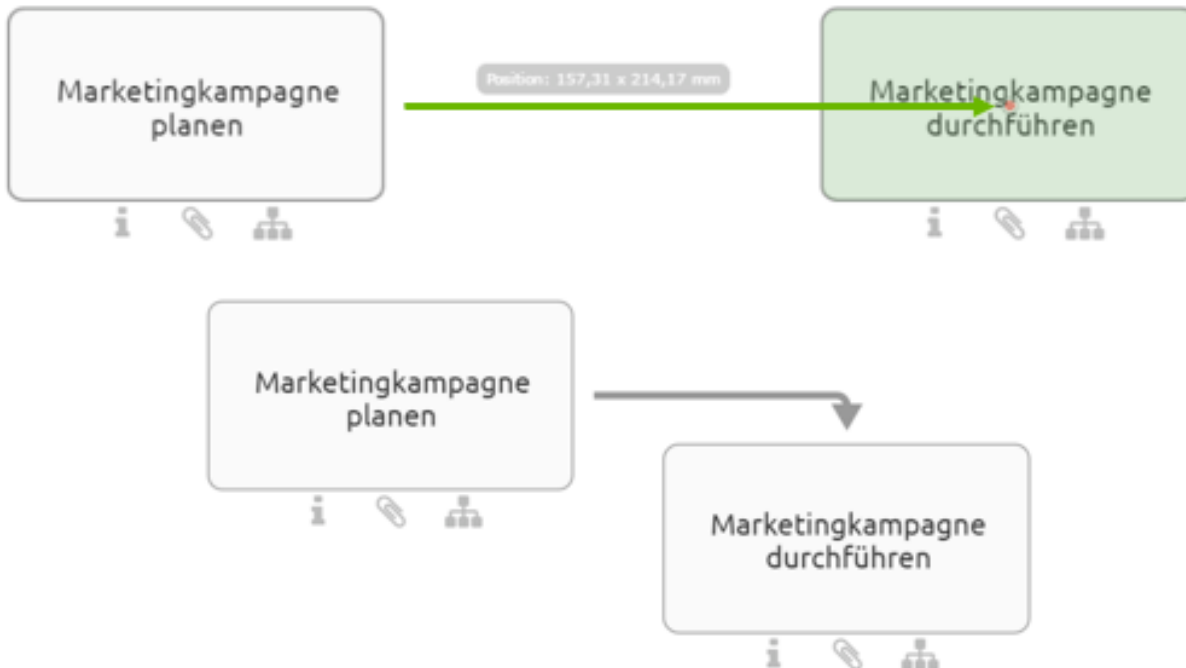 Marketingkampagne
planen
Position: 157,31 x 214,17 mm
Marketingkampagne
durchführen
Marketingkampagne
planen
Marketingkampagne
durchführen